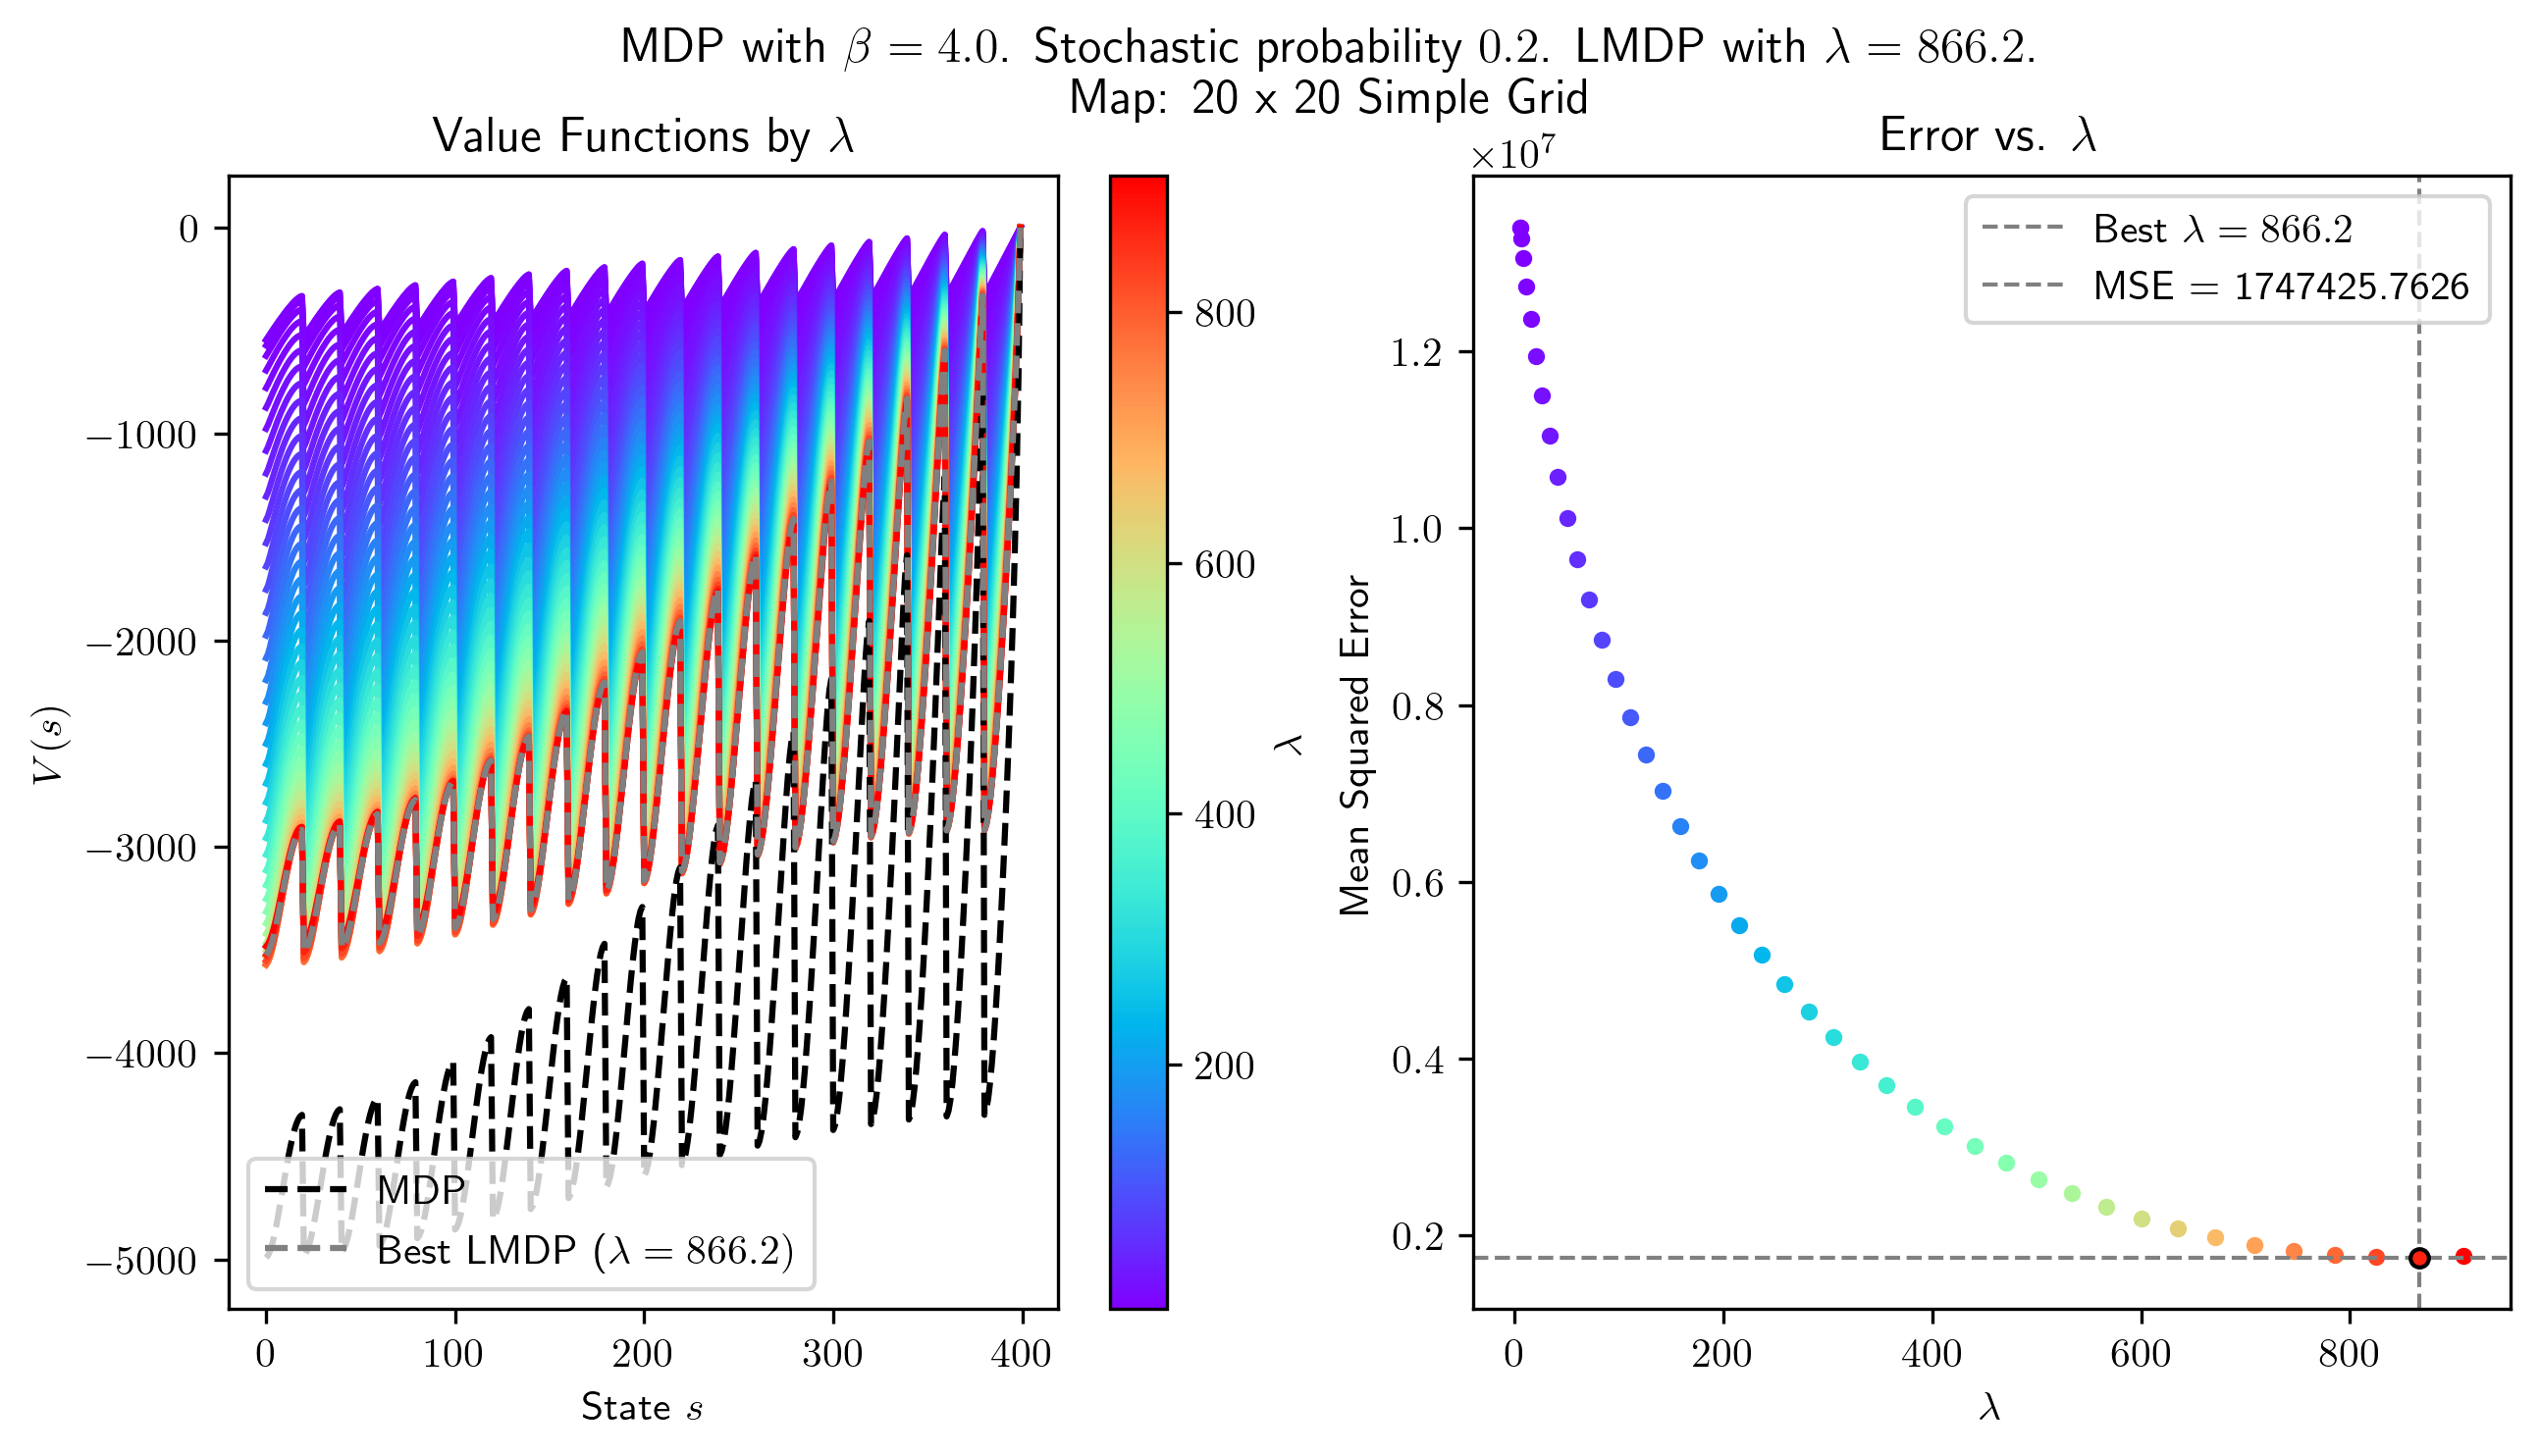 MDP with β = 4.0. Stochastic probability 0.2. LMDP with λ = 866.2.
Map: 20 x 20 Simple Grid
Value Functions by λ
V(s)
0
−1000
−2000
−3000
−4000
−5000
0
100
200
300
400
State s
MDP
Best LMDP (λ = 866.2)
800
600
400
200
λ
Error vs. λ
×10⁷
Mean Squared Error
1.2
1.0
0.8
0.6
0.4
0.2
0
200
400
600
800
λ
Best λ = 866.2
MSE = 1747425.7626